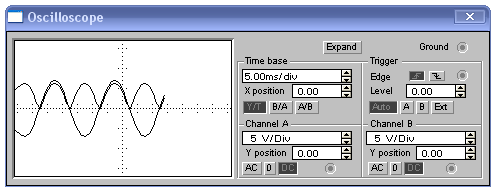 Oscilloscope
Expand
Ground
Time base
5.00ms/div
X position 0.00
Y/T B/A A/B
Trigger
Edge
Level 0.00
Auto A B Ext
Channel A
5 V/Div
Y position 0.00
AC 0 DC
Channel B
5 V/Div
Y position 0.00
AC 0 DC